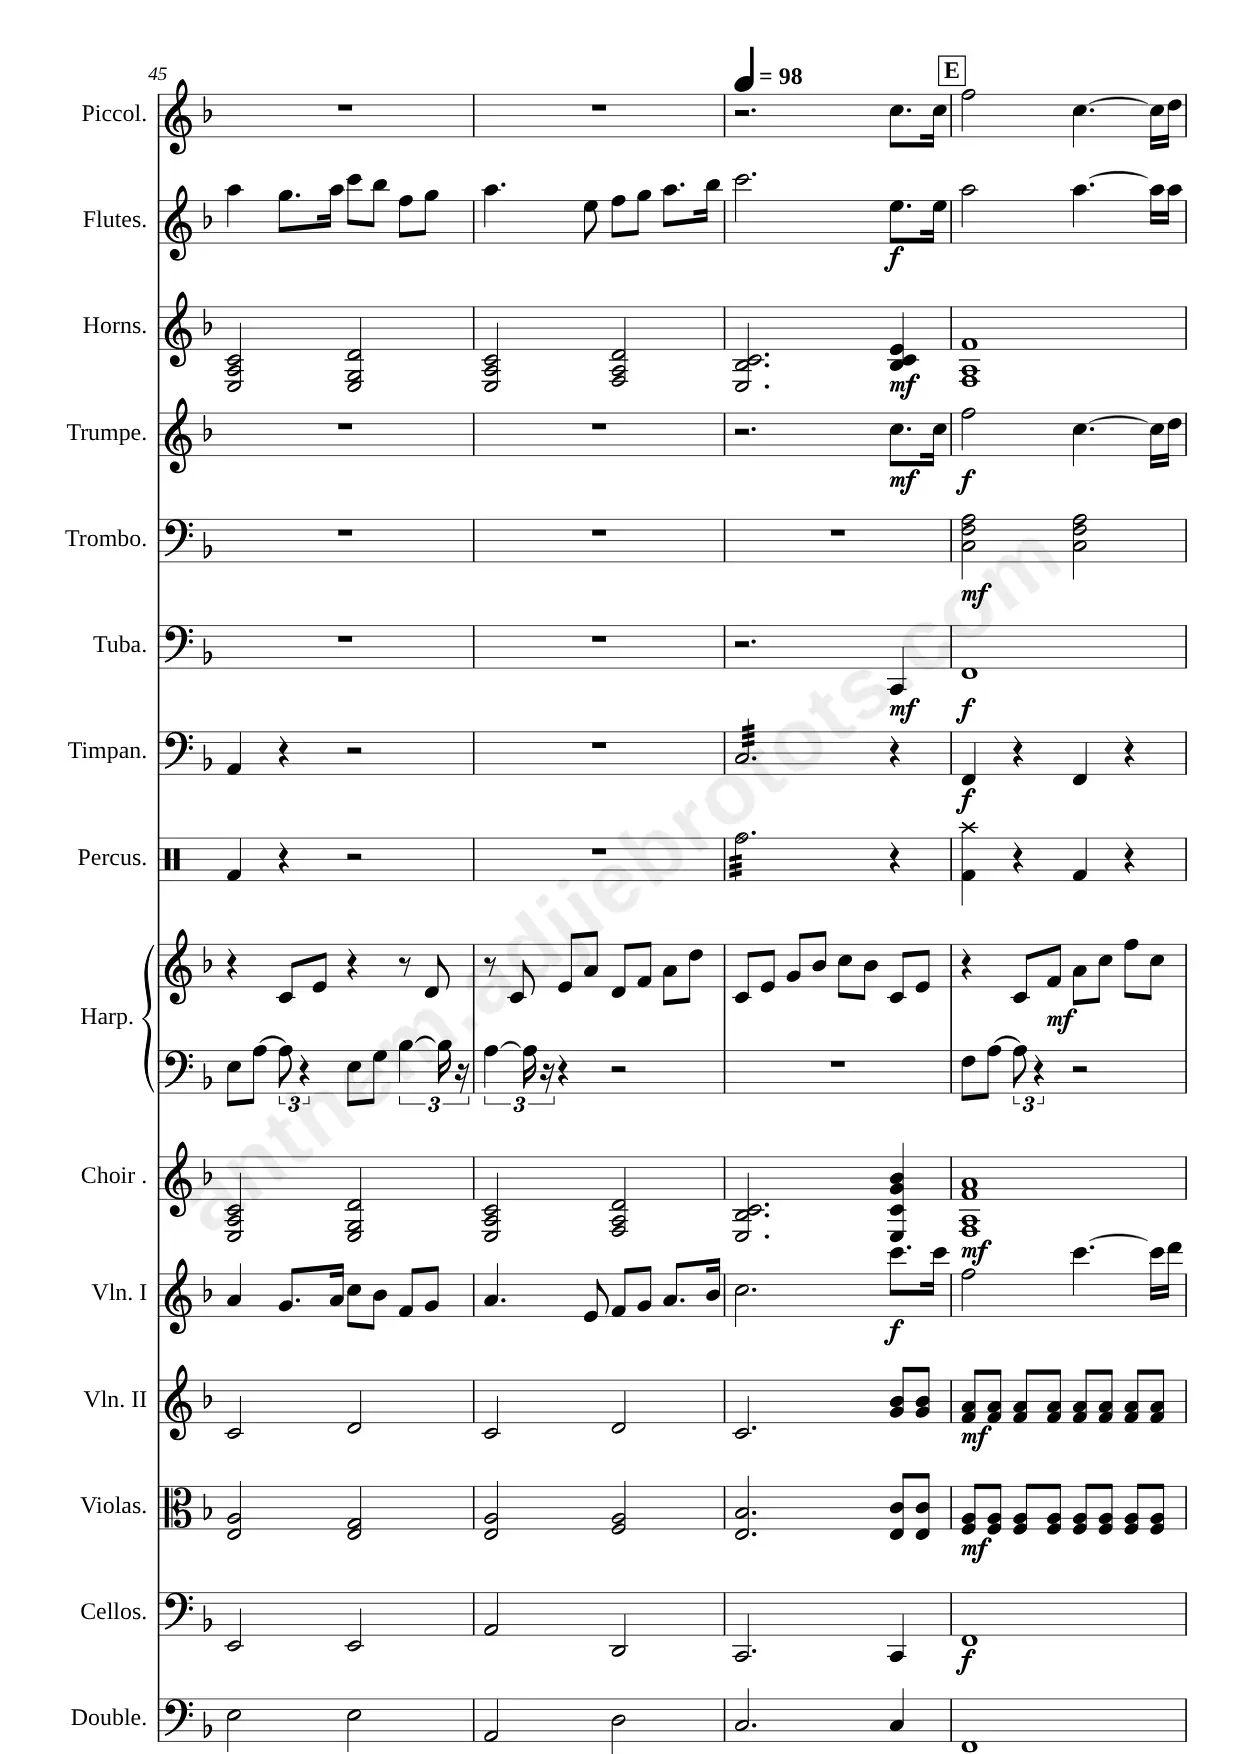 45
= 98
E
Piccol.
Flutes.
f
Horns.
mf
Trumpe.
mf f
Trombo.
mf
Tuba.
mf f
Timpan.
f
Percus.
Harp.
mf
3 3 3 3
Choir .
mf
Vln. I
f
Vln. II
mf
Violas.
mf
Cellos.
f
Double.
anthem.adjiebrotots.com